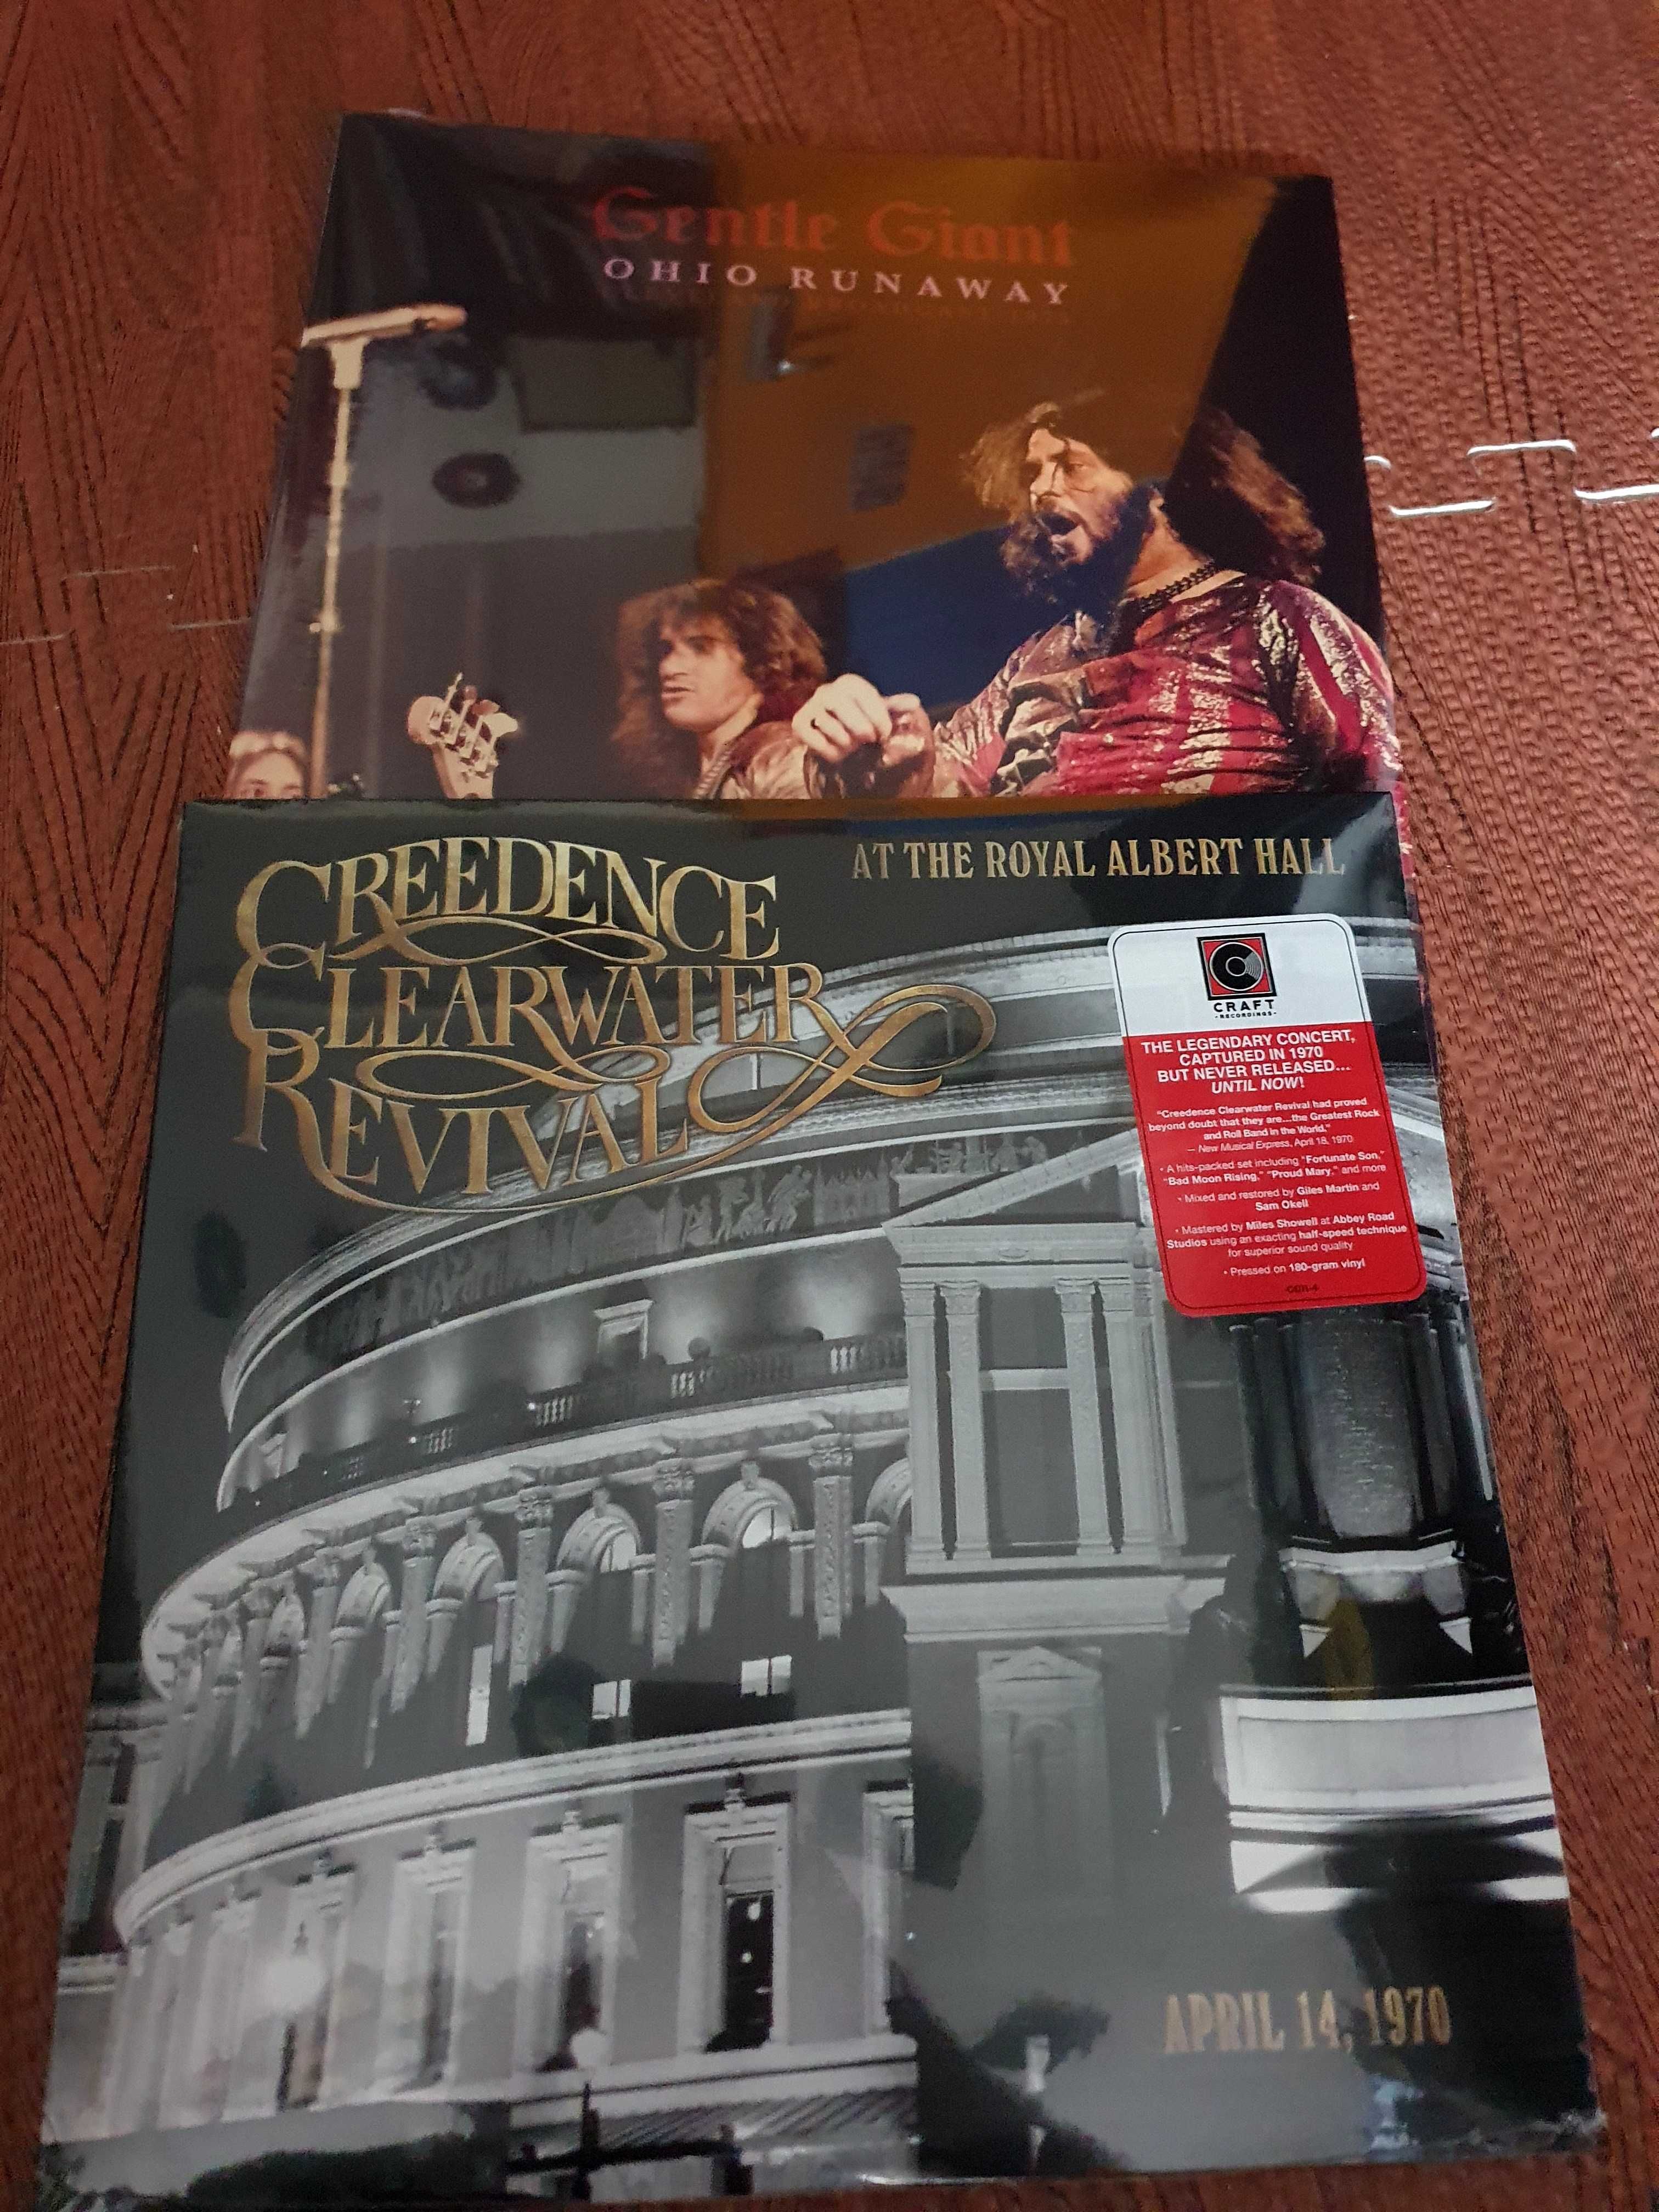 Gentle Giant
OHIO RUNAWAY
CREEDENCE
CLEARWATER
REVIVAL
AT THE ROYAL ALBERT HALL
CRAFT
RECORDINGS
THE LEGENDARY CONCERT,
CAPTURED IN 1970
BUT NEVER RELEASED...
UNTIL NOW!
"Creedence Clearwater Revival had proved
beyond doubt that they are...the Greatest Rock
and Roll Band in the World."
— New Musical Express, April 18, 1970
• A hits-packed set including "Fortunate Son,"
"Bad Moon Rising," "Proud Mary," and more
• Mixed and restored by Giles Martin and
Sam Okell
• Mastered by Miles Showell at Abbey Road
Studios using an exacting half-speed technique
for superior sound quality
• Pressed on 180-gram vinyl
APRIL 14, 1970